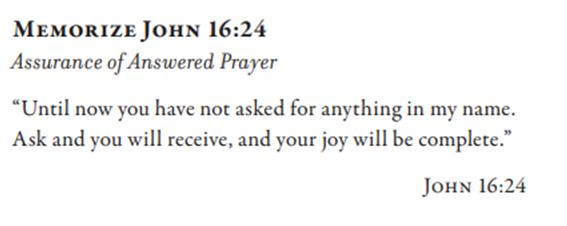 Memorize John 16:24
Assurance of Answered Prayer
“Until now you have not asked for anything in my name.
Ask and you will receive, and your joy will be complete.”
John 16:24